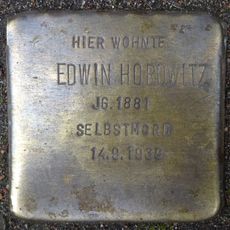 HIER WOHNTE
EDWIN HOROWITZ
JG. 1881
SELBSTMORD
14.9.1939